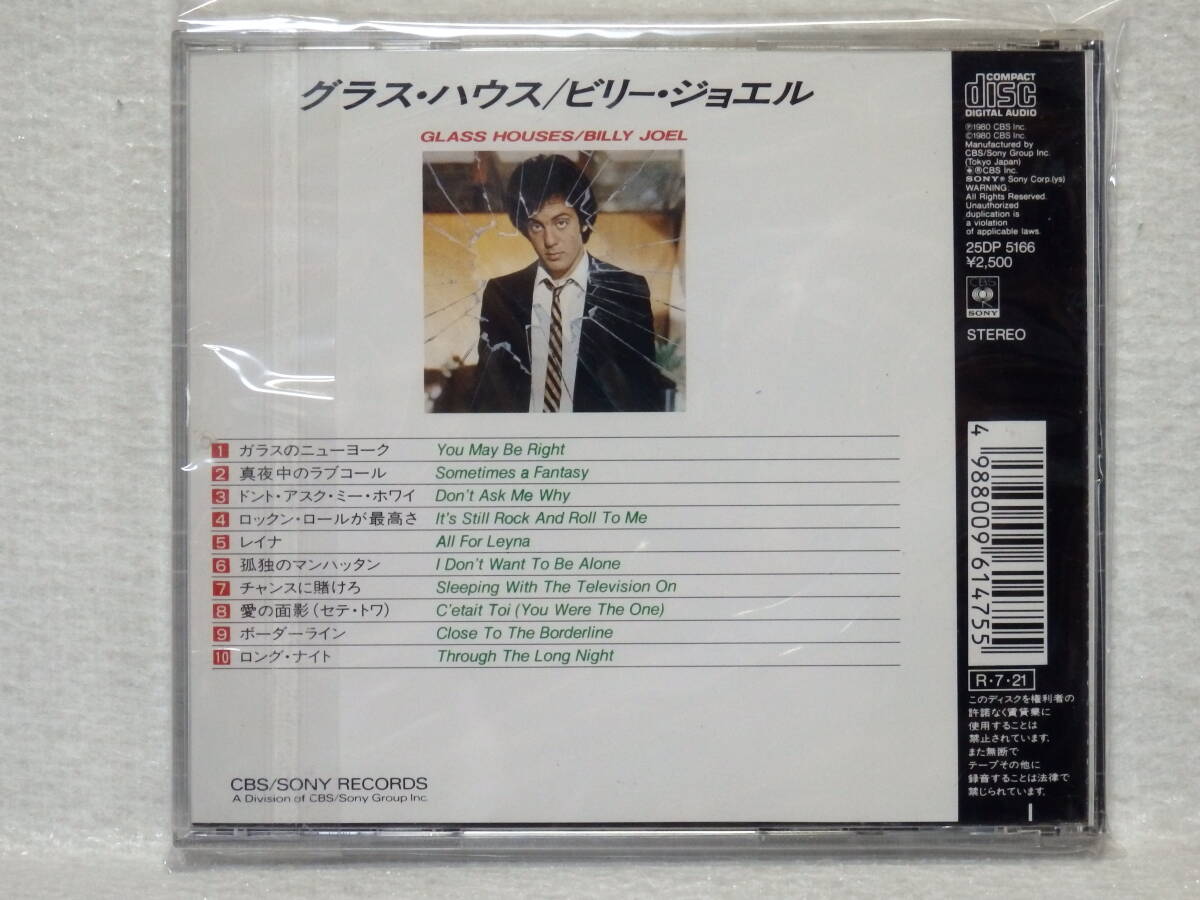 グラス・ハウス/ビリー・ジョエル
GLASS HOUSES/BILLY JOEL
1 ガラスのニューヨーク You May Be Right
2 真夜中のラブコール Sometimes a Fantasy
3 ドント・アスク・ミー・ホワイ Don't Ask Me Why
4 ロックン・ロールが最高さ It's Still Rock And Roll To Me
5 レイナ All For Leyna
6 孤独のマンハッタン I Don't Want To Be Alone
7 チャンスに賭けろ Sleeping With The Television On
8 愛の面影(セテ・トワ) C'etait Toi (You Were The One)
9 ボーダーライン Close To The Borderline
10 ロング・ナイト Through The Long Night
CBS/SONY RECORDS
A Division of CBS/Sony Group Inc.
COMPACT
disc
DIGITAL AUDIO
Ⓟ1980 CBS Inc.
©1980 CBS Inc.
Manufactured by
CBS/Sony Group Inc.
(Tokyo Japan)
®CBS Inc.
SONY® Sony Corp.(ys)
WARNING:
All Rights Reserved.
Unauthorized
duplication is
a violation
of applicable laws.
25DP 5166
¥2,500
CBS
SONY
STEREO
4 988009 614755
R・7・21
このディスクを権利者の
許諾なく賃貸業に
使用することは
禁止されています。
また無断で
テープその他に
録音することは法律で
禁じられています。
I